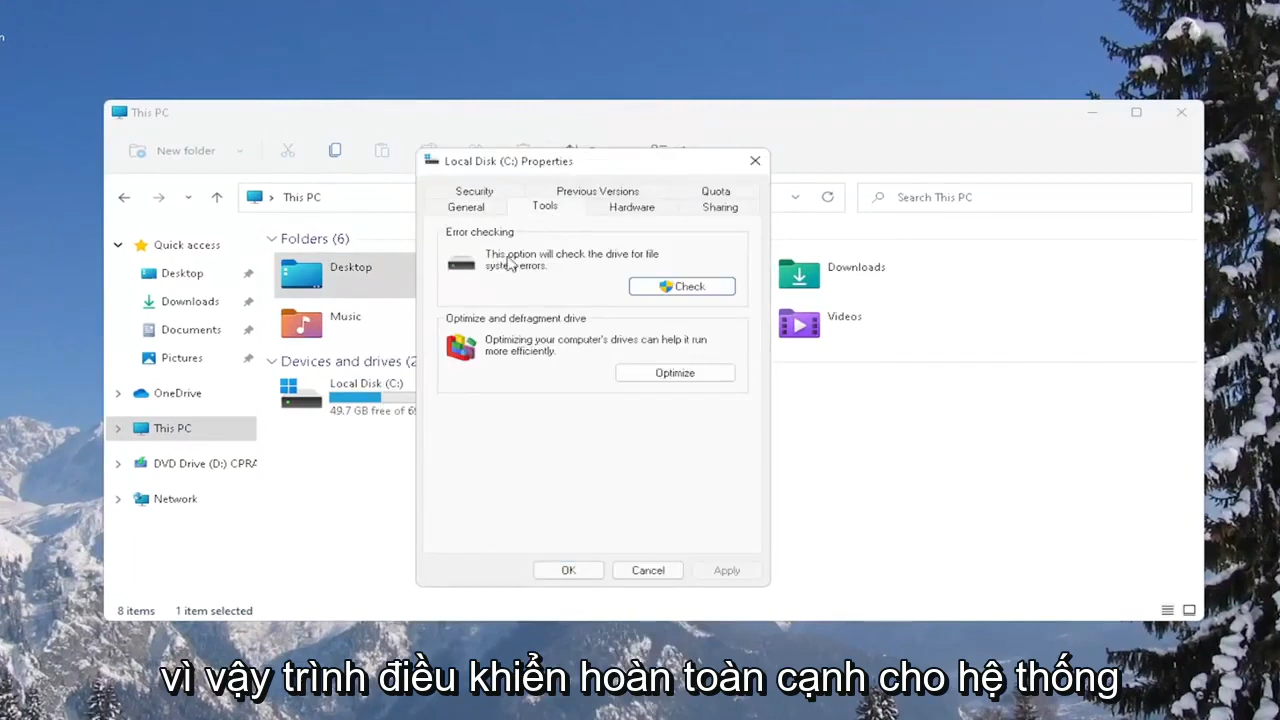 n
This PC
New folder
Local Disk (C:) Properties
This PC
Search This PC
Security
Previous Versions
Quota
General
Tools
Hardware
Sharing
Error checking
This option will check the drive for file
system errors.
Check
Optimize and defragment drive
Optimizing your computer's drives can help it run
more efficiently.
Optimize
OK
Cancel
Apply
Quick access
Desktop
Downloads
Documents
Pictures
OneDrive
This PC
DVD Drive (D:) CPRA
Network
Folders (6)
Desktop
Downloads
Music
Videos
Devices and drives (2
Local Disk (C:)
49.7 GB free of 69
8 items
1 item selected
vì vậy trình điều khiển hoàn toàn cạnh cho hệ thống